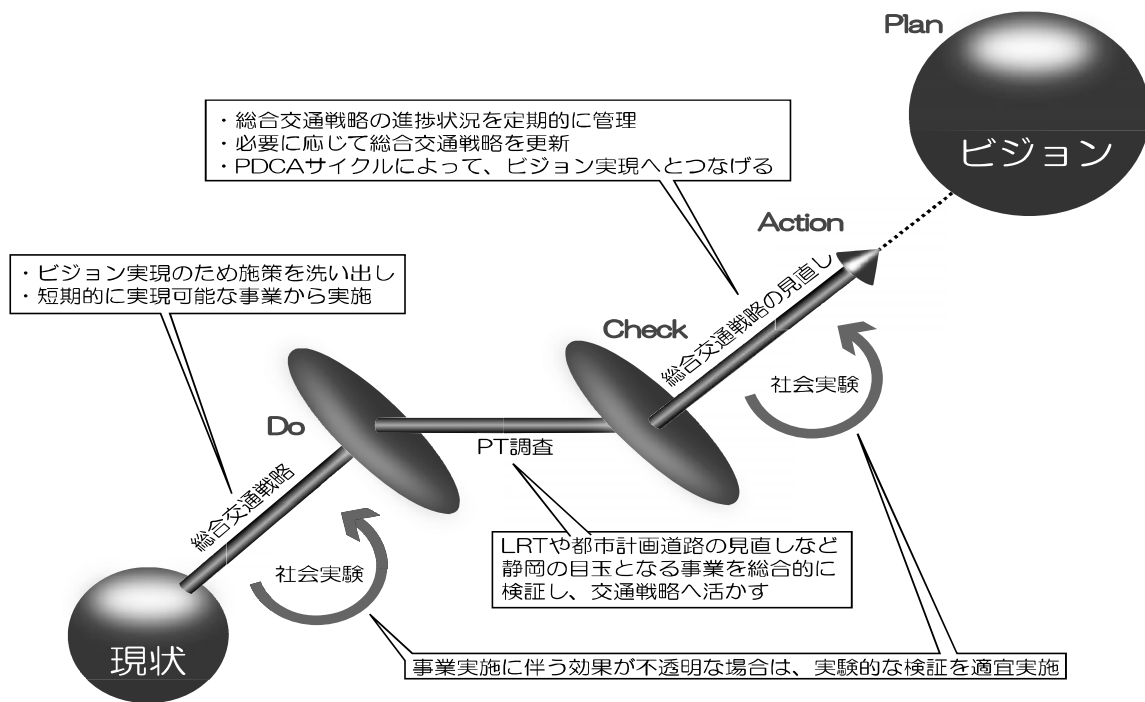 Plan
ビジョン
・総合交通戦略の進捗状況を定期的に管理
・必要に応じて総合交通戦略を更新
・PDCAサイクルによって、ビジョン実現へとつなげる
Action
総合交通戦略の見直し
・ビジョン実現のため施策を洗い出し
・短期的に実現可能な事業から実施
Check
社会実験
Do
PT調査
総合交通戦略
LRTや都市計画道路の見直しなど
静岡の目玉となる事業を総合的に
検証し、交通戦略へ活かす
社会実験
現状
事業実施に伴う効果が不透明な場合は、実験的な検証を適宜実施